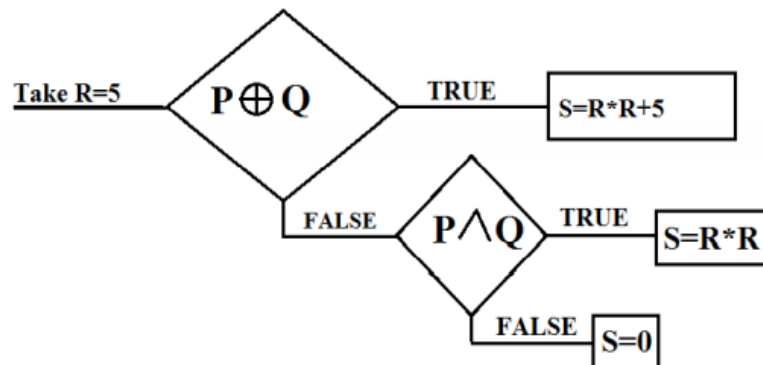 Take R=5
P⊕Q
TRUE
S=R*R+5
FALSE
P∧Q
TRUE
S=R*R
FALSE
S=0